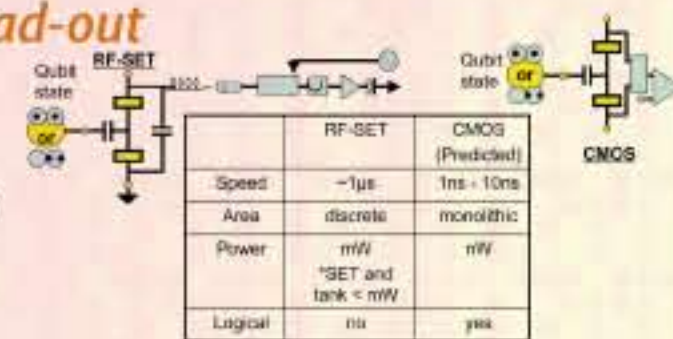 ad-out
RF-SET
Qubit
state
or
Qubit
state
or
CMOS
RF-SET
CMOS
(Predicted)
Speed
~1µs
1ns - 10ns
Area
discrete
monolithic
Power
mW
*SET and
tank < mW
nW
Logical
no
yes